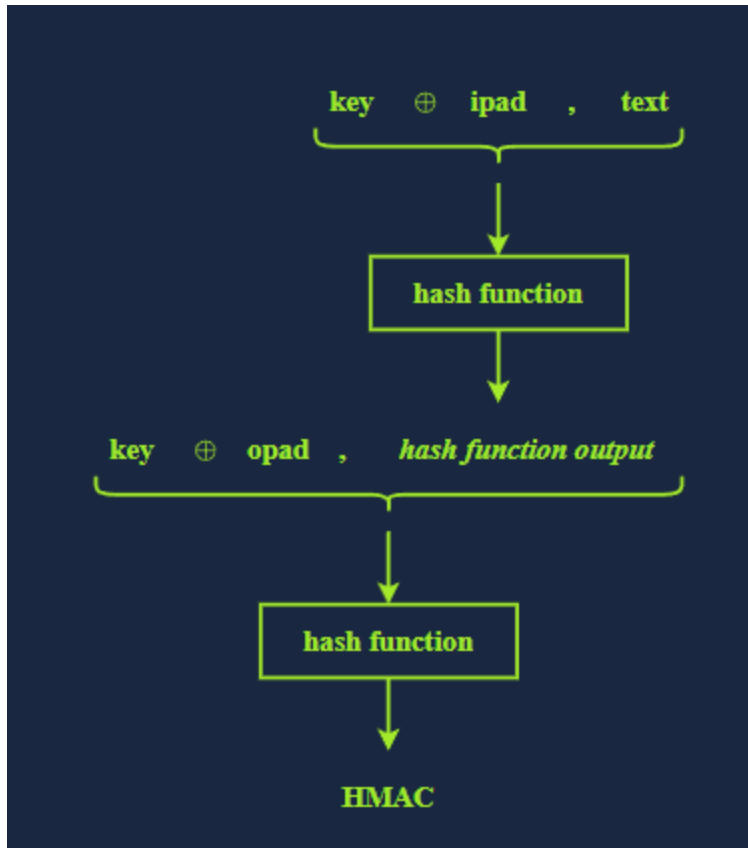 key ⊕ ipad , text
hash function
key ⊕ opad , hash function output
hash function
HMAC